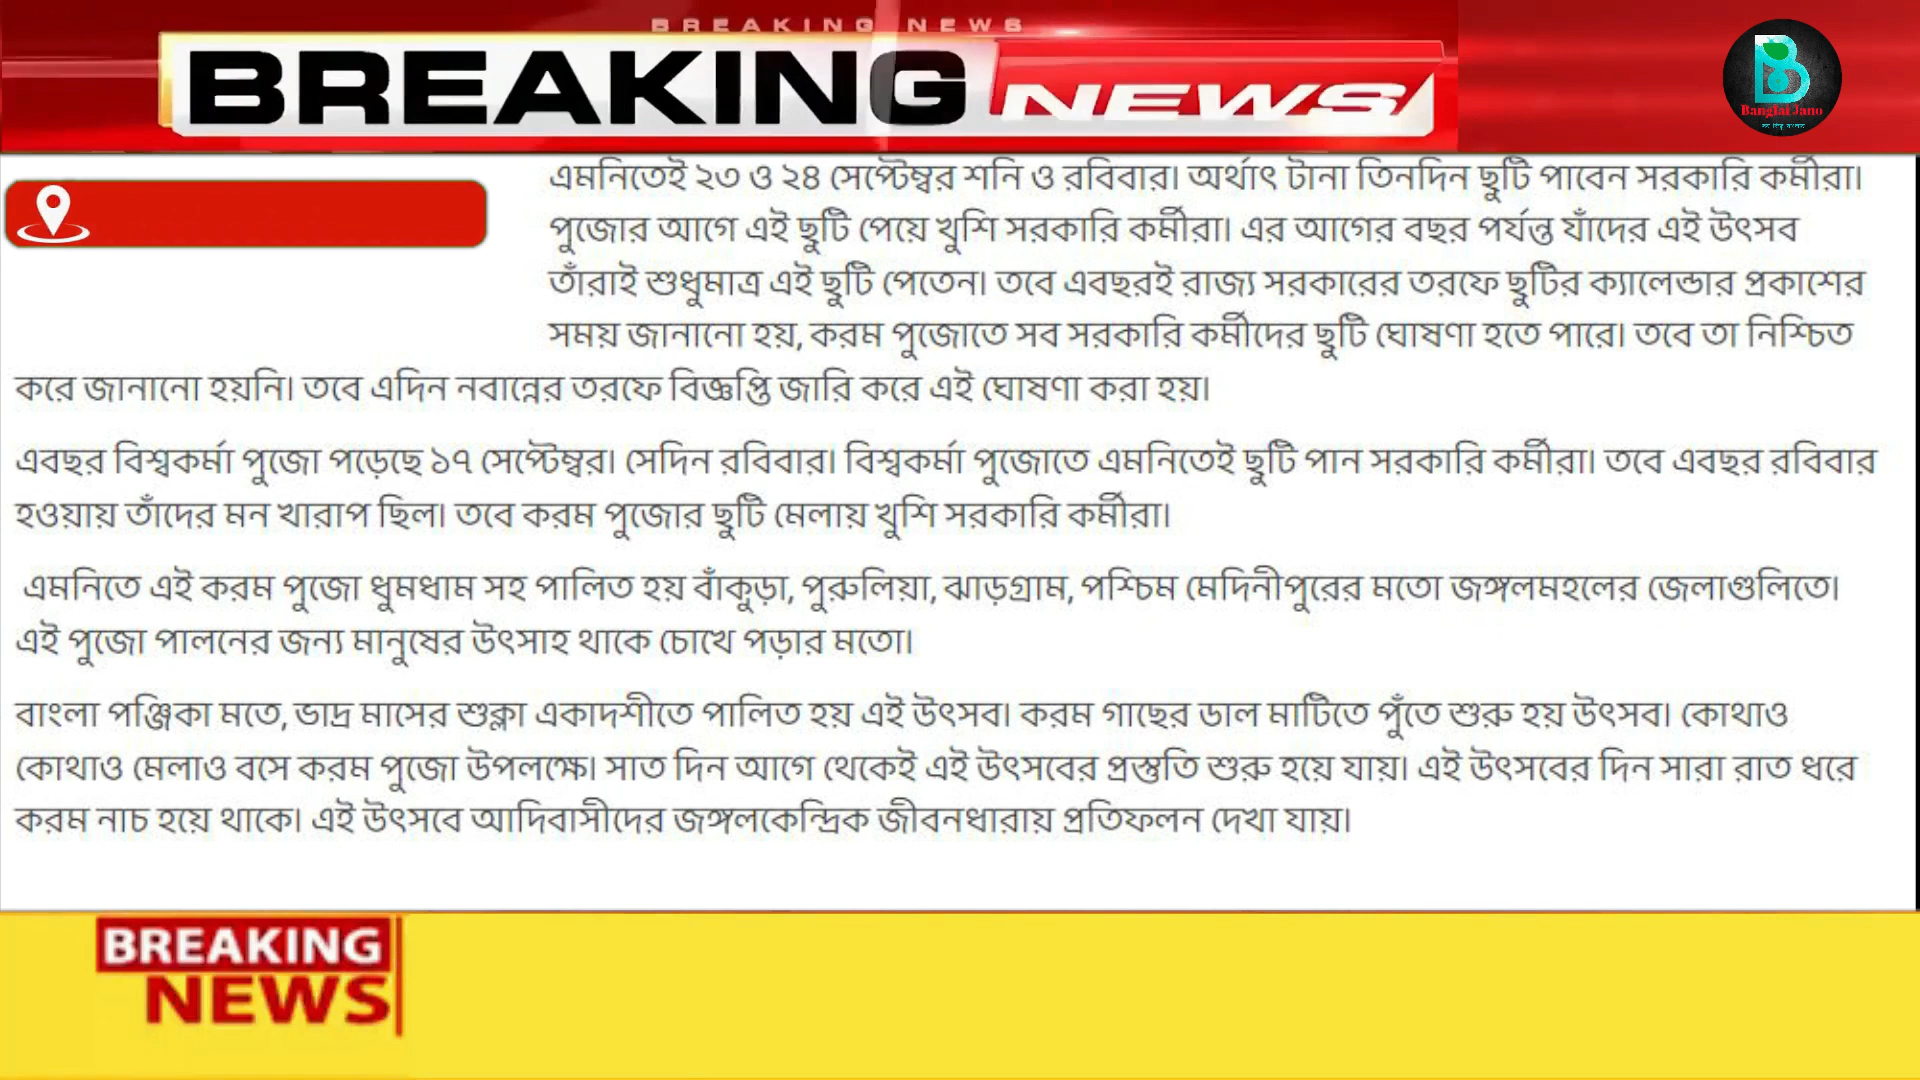 BREAKING NEWS
BREAKING NEWS
Banglai Jano
এমনিতেই ২৩ ও ২৪ সেপ্টেম্বর শনি ও রবিবার। অর্থাৎ টানা তিনদিন ছুটি পাবেন সরকারি কর্মীরা।
পুজোর আগে এই ছুটি পেয়ে খুশি সরকারি কর্মীরা। এর আগের বছর পর্যন্ত যাঁদের এই উৎসব
তাঁরাই শুধুমাত্র এই ছুটি পেতেন। তবে এবছরই রাজ্য সরকারের তরফে ছুটির ক্যালেন্ডার প্রকাশের
সময় জানানো হয়, করম পুজোতে সব সরকারি কর্মীদের ছুটি ঘোষণা হতে পারে। তবে তা নিশ্চিত
করে জানানো হয়নি। তবে এদিন নবান্নের তরফে বিজ্ঞপ্তি জারি করে এই ঘোষণা করা হয়।
এবছর বিশ্বকর্মা পুজো পড়েছে ১৭ সেপ্টেম্বর। সেদিন রবিবার। বিশ্বকর্মা পুজোতে এমনিতেই ছুটি পান সরকারি কর্মীরা। তবে এবছর রবিবার
হওয়ায় তাঁদের মন খারাপ ছিল। তবে করম পুজোর ছুটি মেলায় খুশি সরকারি কর্মীরা।
এমনিতে এই করম পুজো ধুমধাম সহ পালিত হয় বাঁকুড়া, পুরুলিয়া, ঝাড়গ্রাম, পশ্চিম মেদিনীপুরের মতো জঙ্গলমহলের জেলাগুলিতে।
এই পুজো পালনের জন্য মানুষের উৎসাহ থাকে চোখে পড়ার মতো।
বাংলা পঞ্জিকা মতে, ভাদ্র মাসের শুক্লা একাদশীতে পালিত হয় এই উৎসব। করম গাছের ডাল মাটিতে পুঁতে শুরু হয় উৎসব। কোথাও
কোথাও মেলাও বসে করম পুজো উপলক্ষে। সাত দিন আগে থেকেই এই উৎসবের প্রস্তুতি শুরু হয়ে যায়। এই উৎসবের দিন সারা রাত ধরে
করম নাচ হয়ে থাকে। এই উৎসবে আদিবাসীদের জঙ্গলকেন্দ্রিক জীবনধারায় প্রতিফলন দেখা যায়।
BREAKING
NEWS